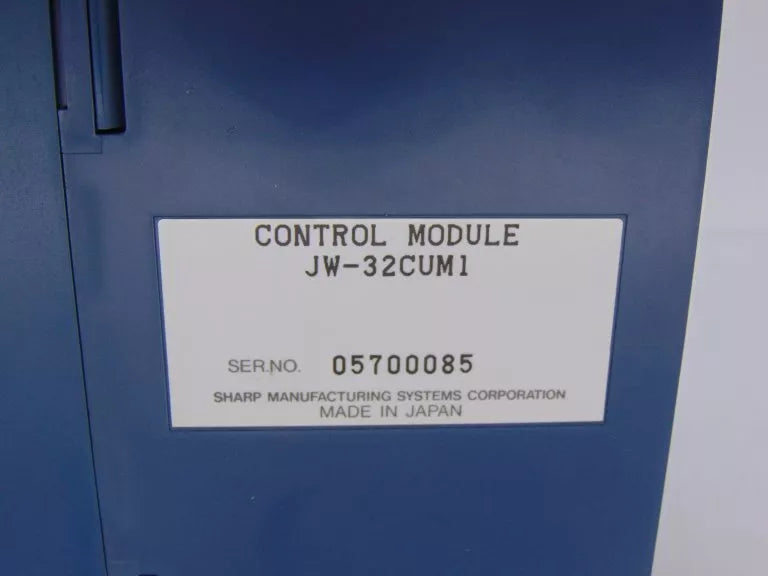 CONTROL MODULE
JW-32CUM1
SER.NO. 05700085
SHARP MANUFACTURING SYSTEMS CORPORATION
MADE IN JAPAN